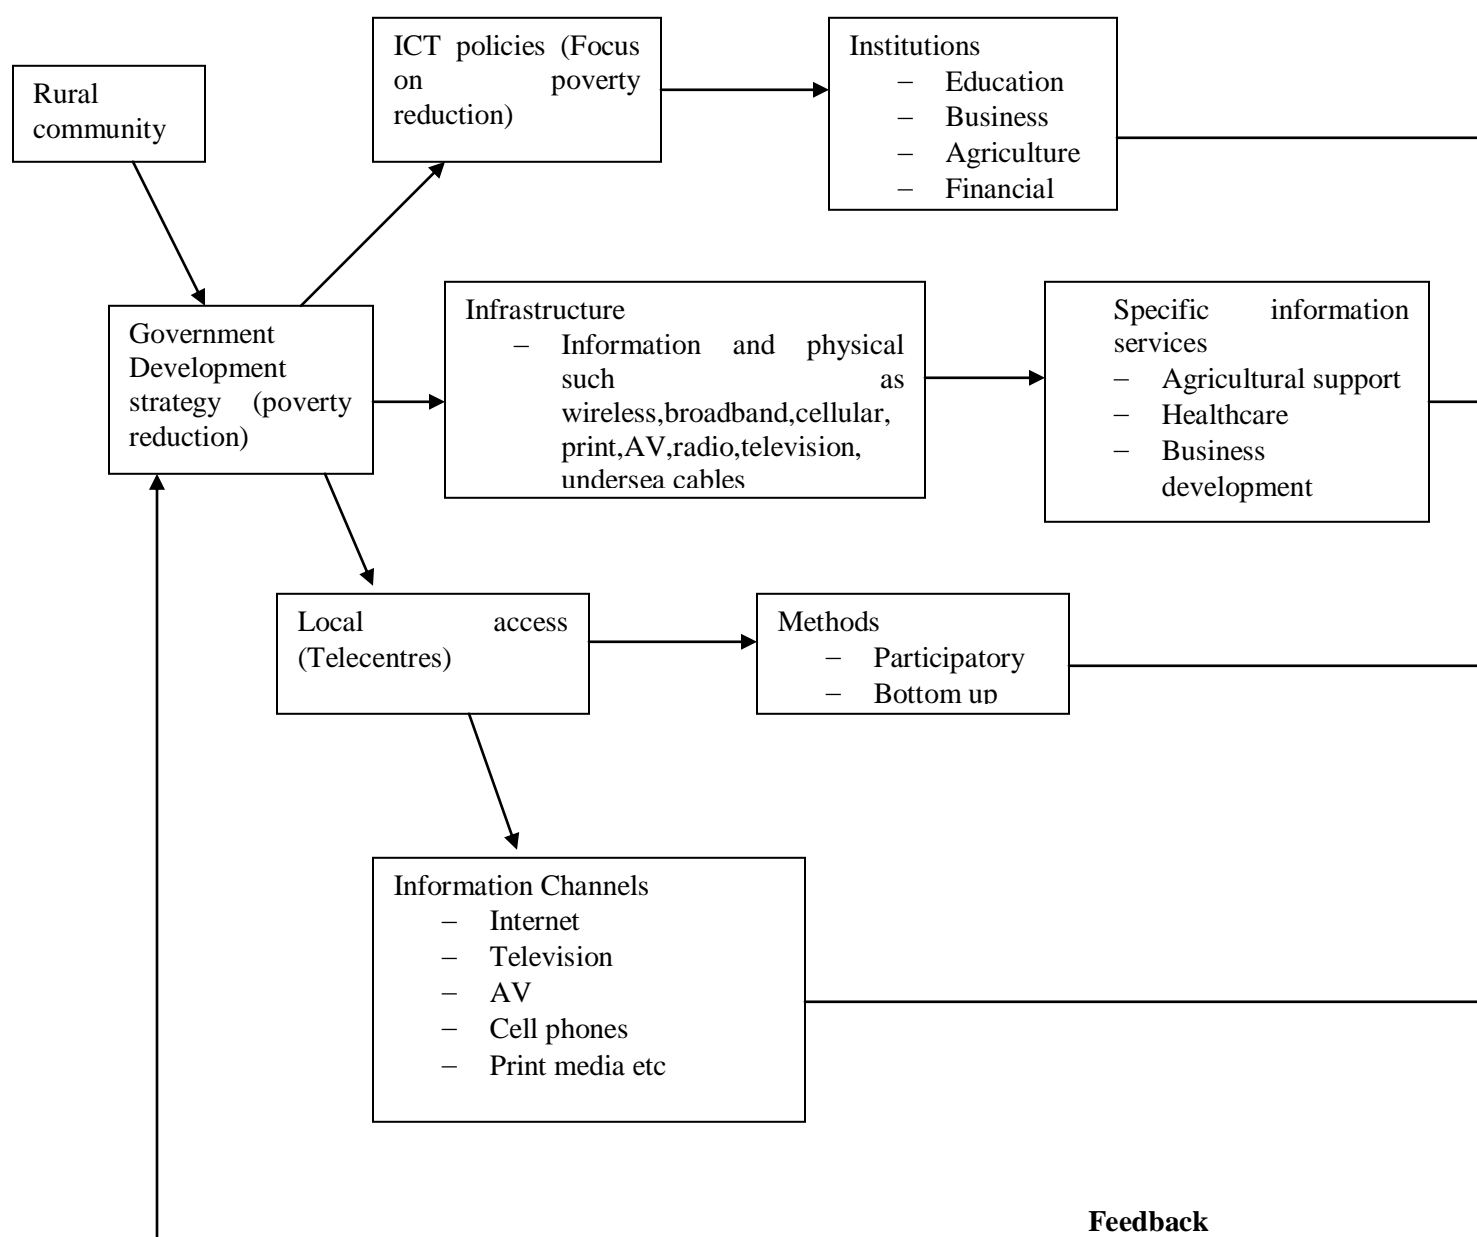 Rural
community
ICT policies (Focus
on poverty
reduction)
Institutions
– Education
– Business
– Agriculture
– Financial
Government
Development
strategy (poverty
reduction)
Infrastructure
– Information and physical
such as
wireless,broadband,cellular,
print,AV,radio,television,
undersea cables
Specific information
services
– Agricultural support
– Healthcare
– Business
development
Local access
(Telecentres)
Methods
– Participatory
– Bottom up
Information Channels
– Internet
– Television
– AV
– Cell phones
– Print media etc
Feedback